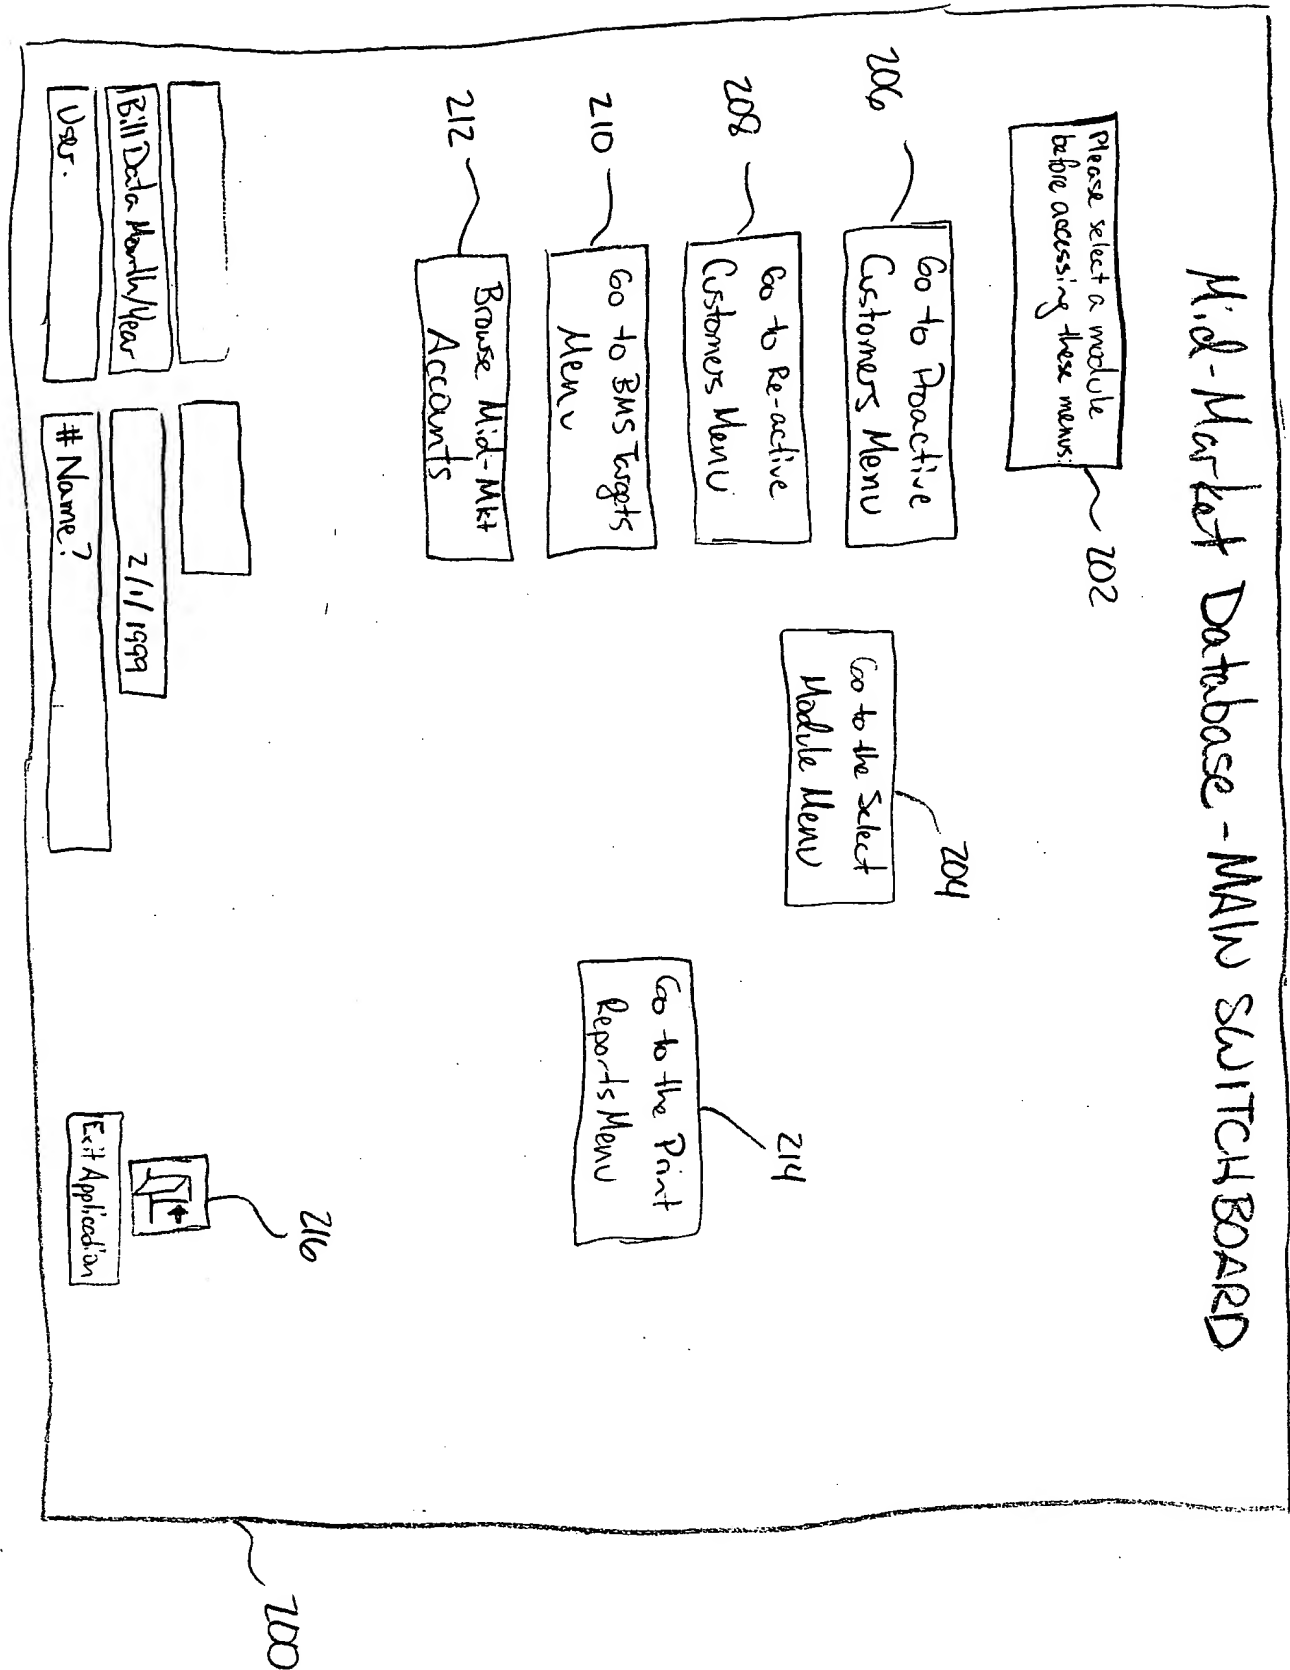 Mid-Market Database - MAIN SWITCHBOARD
Please select a module
before accessing these menus:
202
206
Go to Proactive
Customers Menu
Go to the Select
Module Menu
204
208
Go to Re-active
Customers Menu
210
Go to BMS Targets
Menu
Go to the Print
Reports Menu
214
212
Browse Mid-Mkt
Accounts
Bill Data Month/Year
2/1/1999
User.
#Name?
216
Exit Application
200